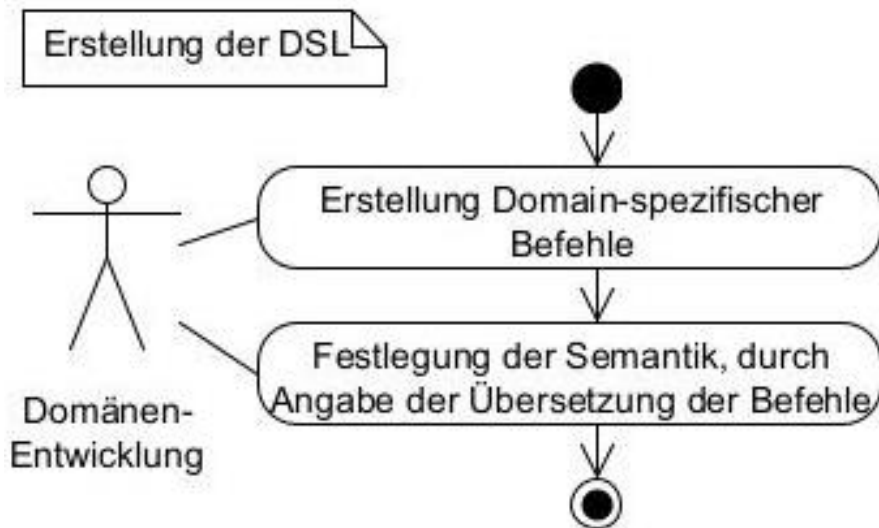 Erstellung der DSL
Erstellung Domain-spezifischer
Befehle
Festlegung der Semantik, durch
Angabe der Übersetzung der Befehle
Domänen-
Entwicklung